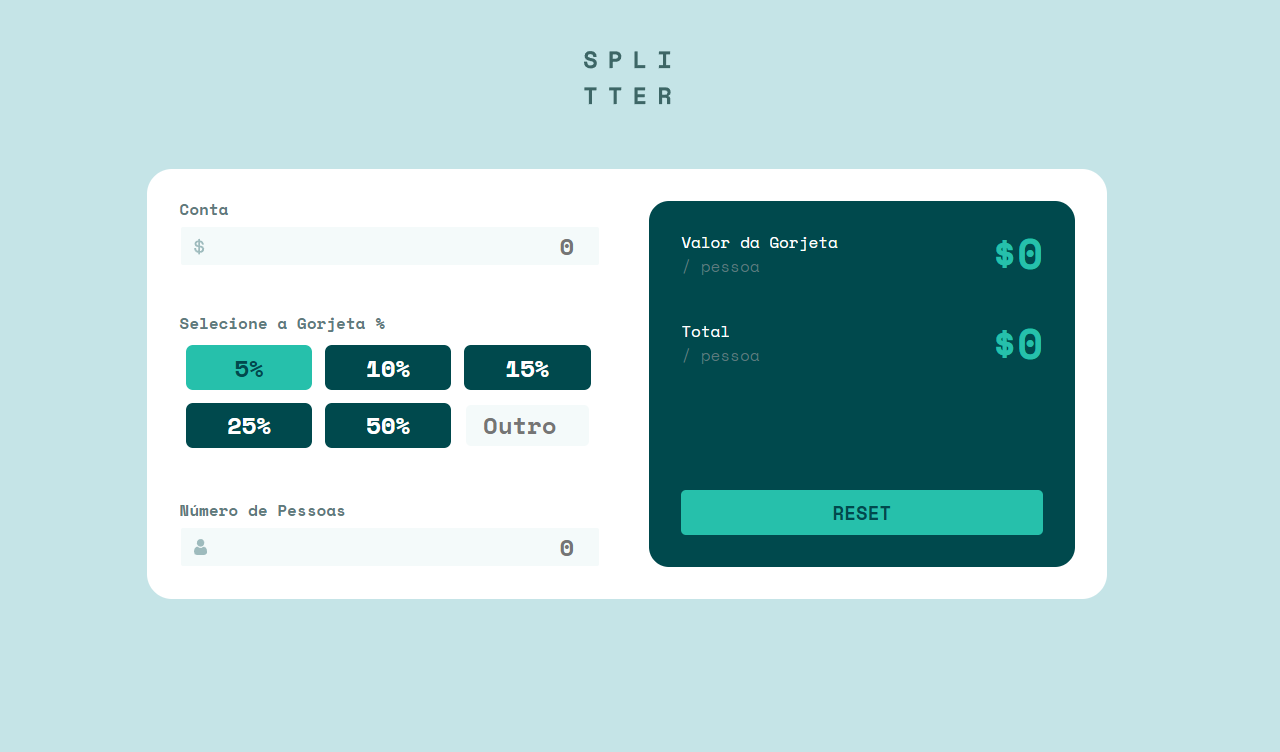 SPLI
TTER
Conta
$ 0
Selecione a Gorjeta %
5% 10% 15%
25% 50% Outro
Número de Pessoas
0
Valor da Gorjeta
/ pessoa
$0
Total
/ pessoa
$0
RESET